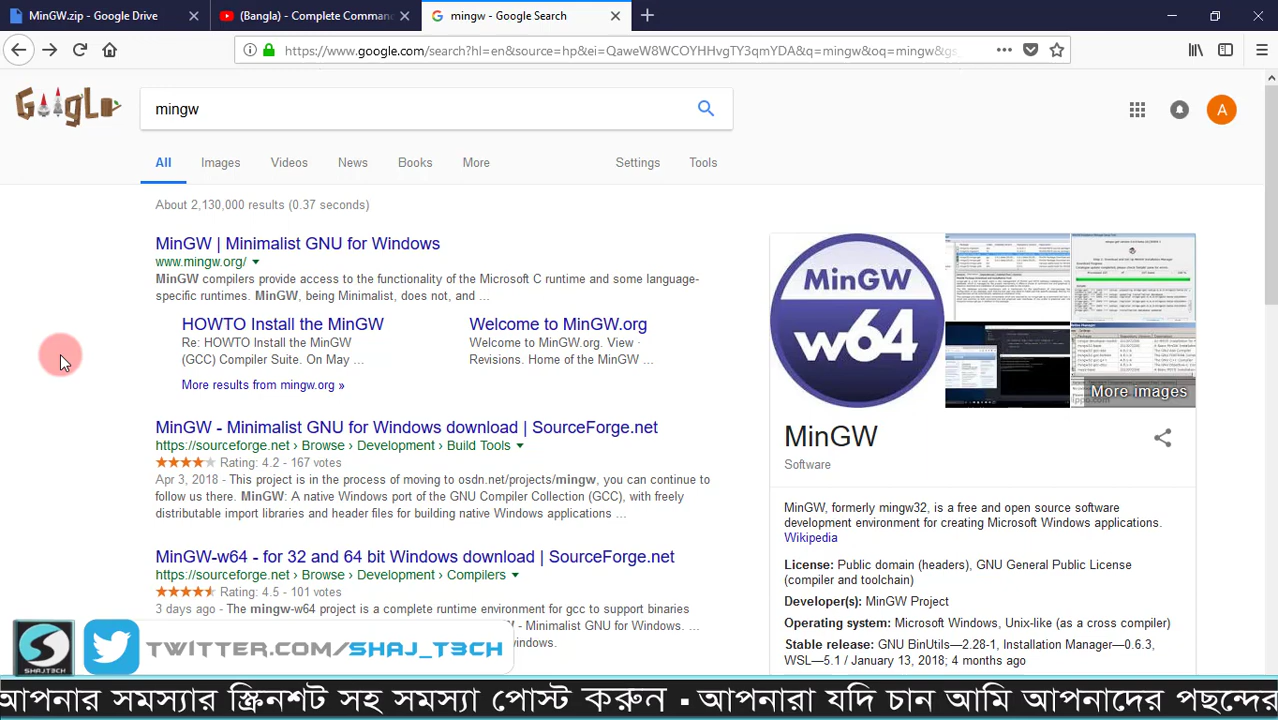 MinGW.zip - Google Drive
(Bangla) - Complete Comman
mingw - Google Search
https://www.google.com/search?hl=en&source=hp&ei=QaweW8WCOYHHvgTY3qmYDA&q=mingw&oq=mingw&gs
mingw
A
All Images Videos News Books More Settings Tools
About 2,130,000 results (0.37 seconds)
MinGW | Minimalist GNU for Windows
www.mingw.org/
MinGW compilers provide access to the functionality of the Microsoft C runtime and some language-
specific runtimes. MinGW, being Minimalist, does not, and ...
HOWTO Install the MinGW
Re: HOWTO Install the MinGW
(GCC) Compiler Suite. Array ...
Welcome to MinGW.org
Welcome to MinGW.org. View
Revisions. Home of the MinGW ...
More results from mingw.org »
MinGW - Minimalist GNU for Windows download | SourceForge.net
https://sourceforge.net › Browse › Development › Build Tools
Rating: 4.2 - 167 votes
Apr 3, 2018 - This project is in the process of moving to osdn.net/projects/mingw, you can continue to
follow us there. MinGW: A native Windows port of the GNU Compiler Collection (GCC), with freely
distributable import libraries and header files for building native Windows applications ...
MinGW-w64 - for 32 and 64 bit Windows download | SourceForge.net
https://sourceforge.net › Browse › Development › Compilers
Rating: 4.5 - 101 votes
3 days ago - The mingw-w64 project is a complete runtime environment for gcc to support binaries
- Minimalist GNU for Windows. ...
windows.
MinGW
w64
More images
MinGW
Software
MinGW, formerly mingw32, is a free and open source software
development environment for creating Microsoft Windows applications.
Wikipedia
License: Public domain (headers), GNU General Public License
(compiler and toolchain)
Developer(s): MinGW Project
Operating system: Microsoft Windows, Unix-like (as a cross compiler)
Stable release: GNU BinUtils—2.28-1, Installation Manager—0.6.3,
WSL—5.1 / January 13, 2018; 4 months ago
SHAJ_T3CH
TWITTER.COM/SHAJ_T3CH
আপনার সমস্যার স্ক্রিনশট সহ সমস্যা পোস্ট করুন - আপনারা যদি চান আমি আপনাদের পছন্দের